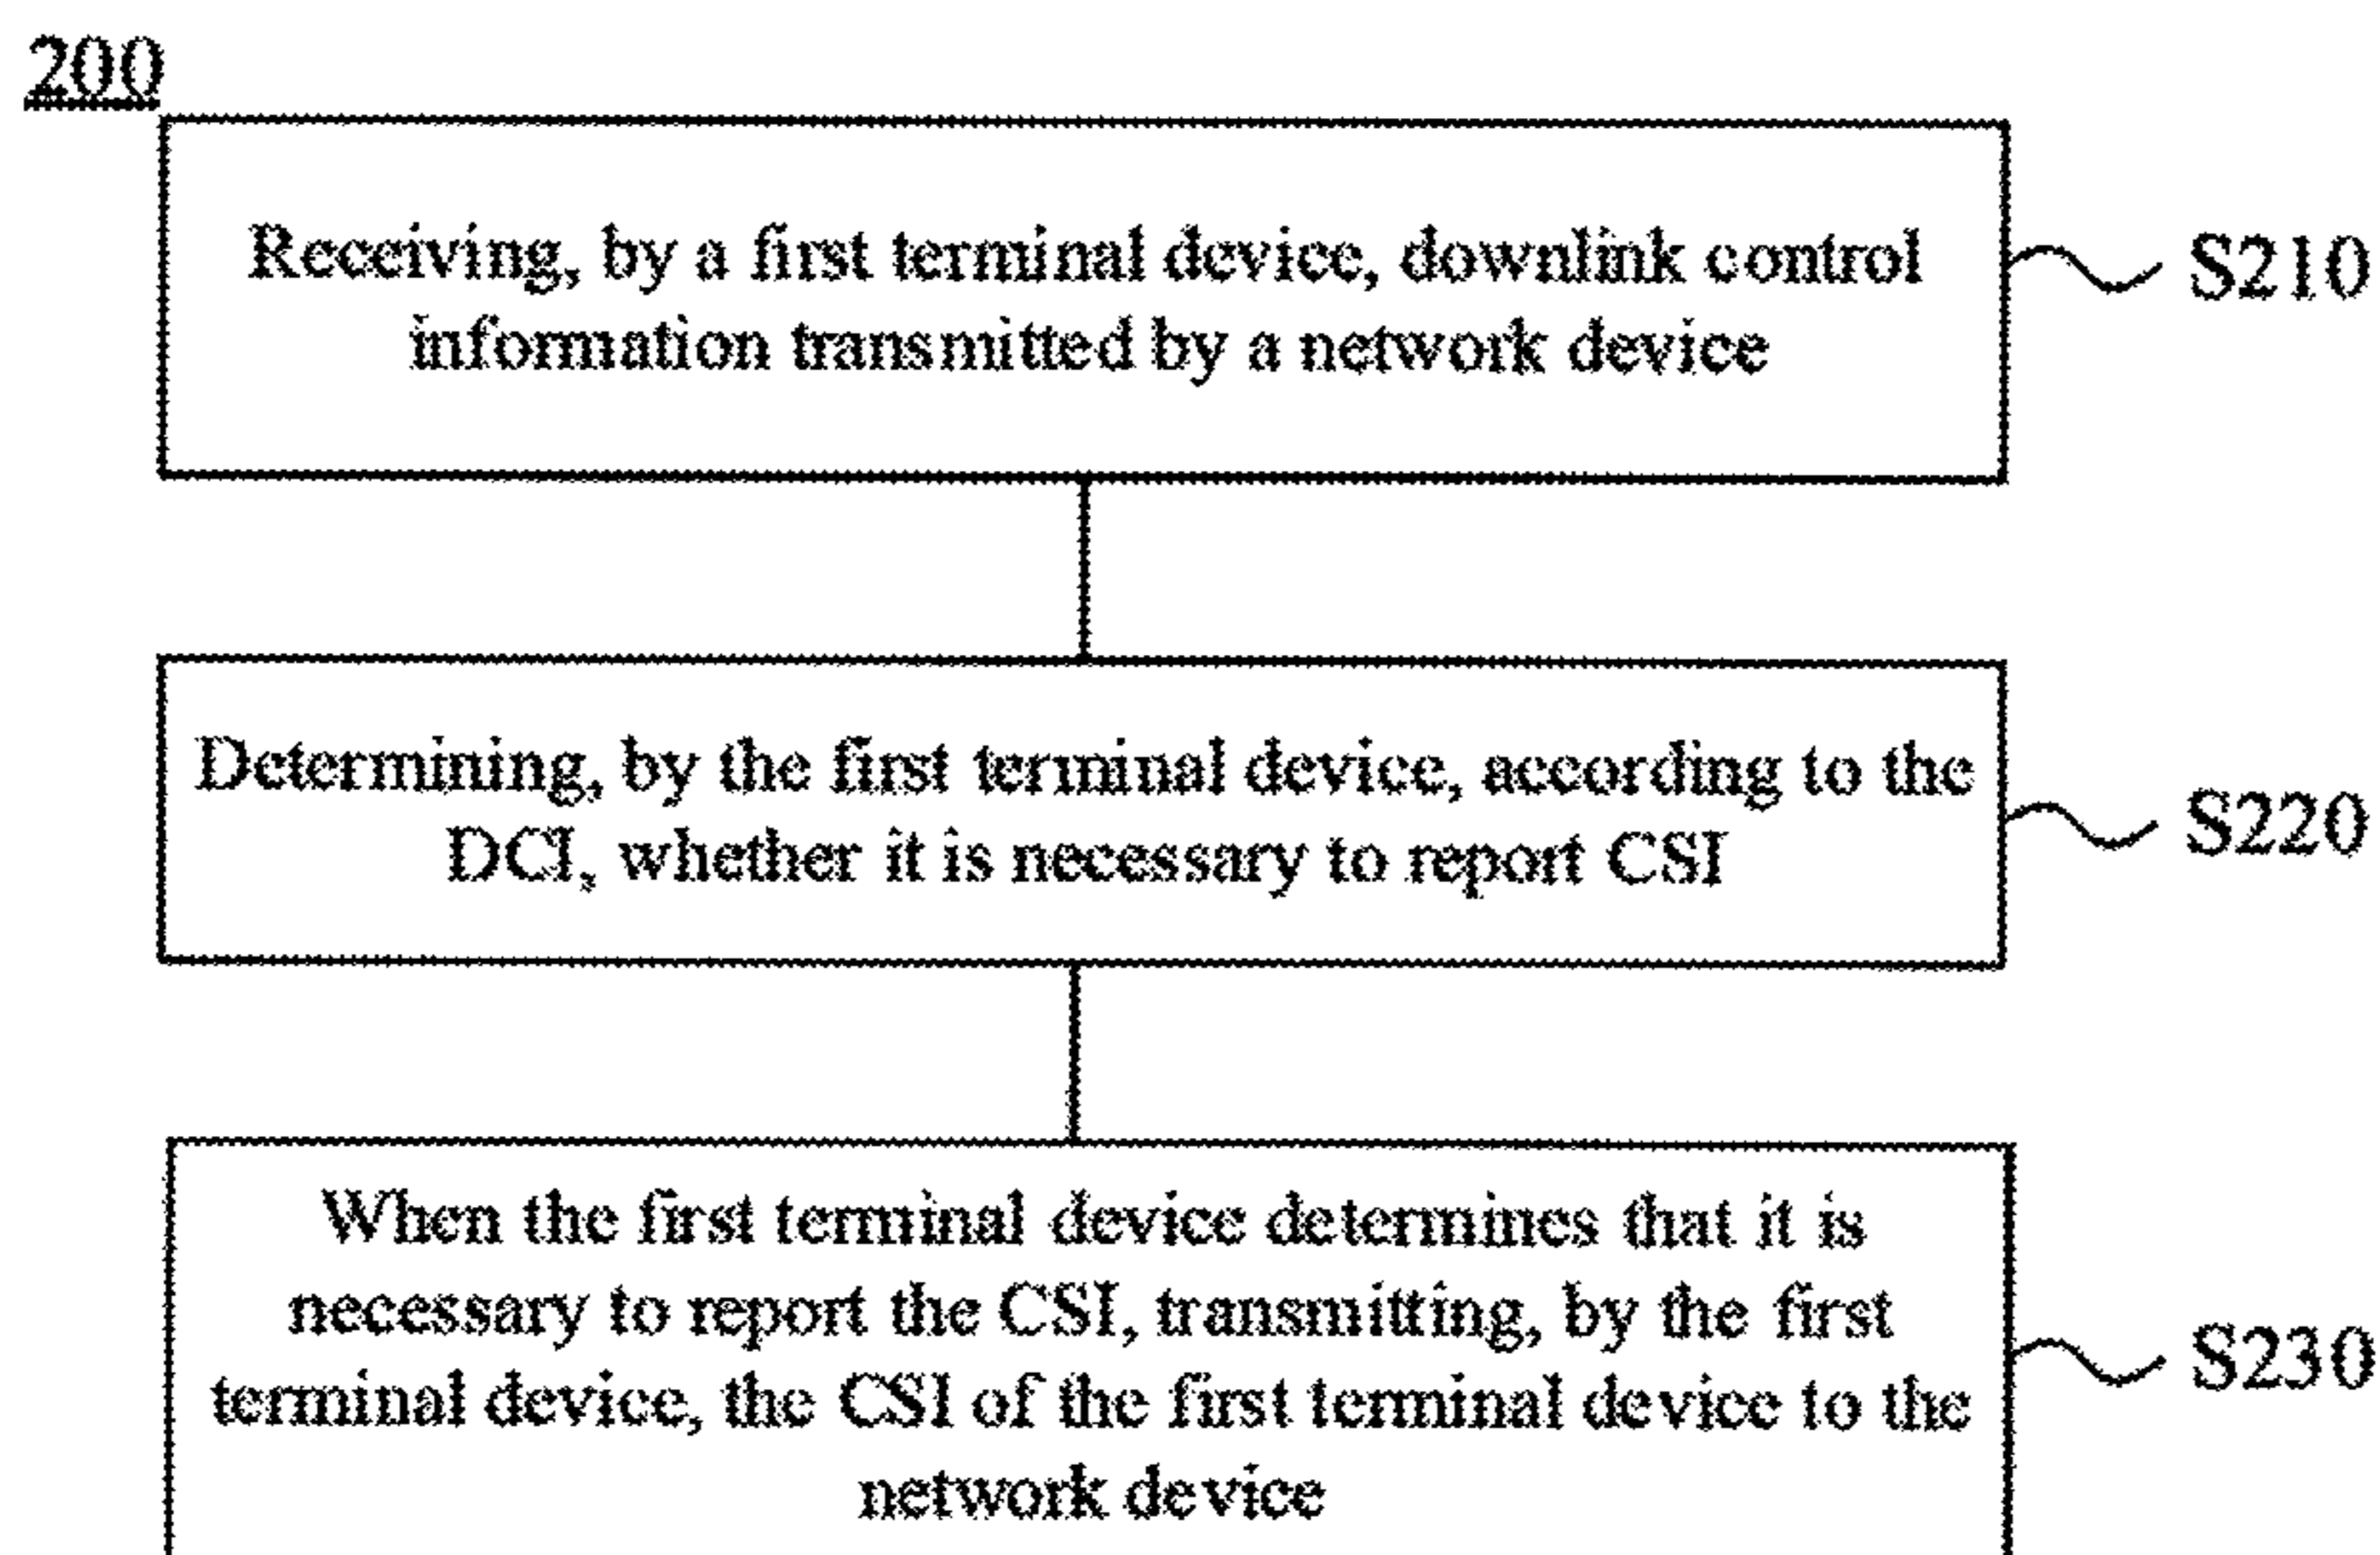 200
Receiving, by a first terminal device, downlink control
information transmitted by a network device
S210
Determining, by the first terminal device, according to the
DCI, whether it is necessary to report CSI
S220
When the first terminal device determines that it is
necessary to report the CSI, transmitting, by the first
terminal device, the CSI of the first terminal device to the
network device
S230